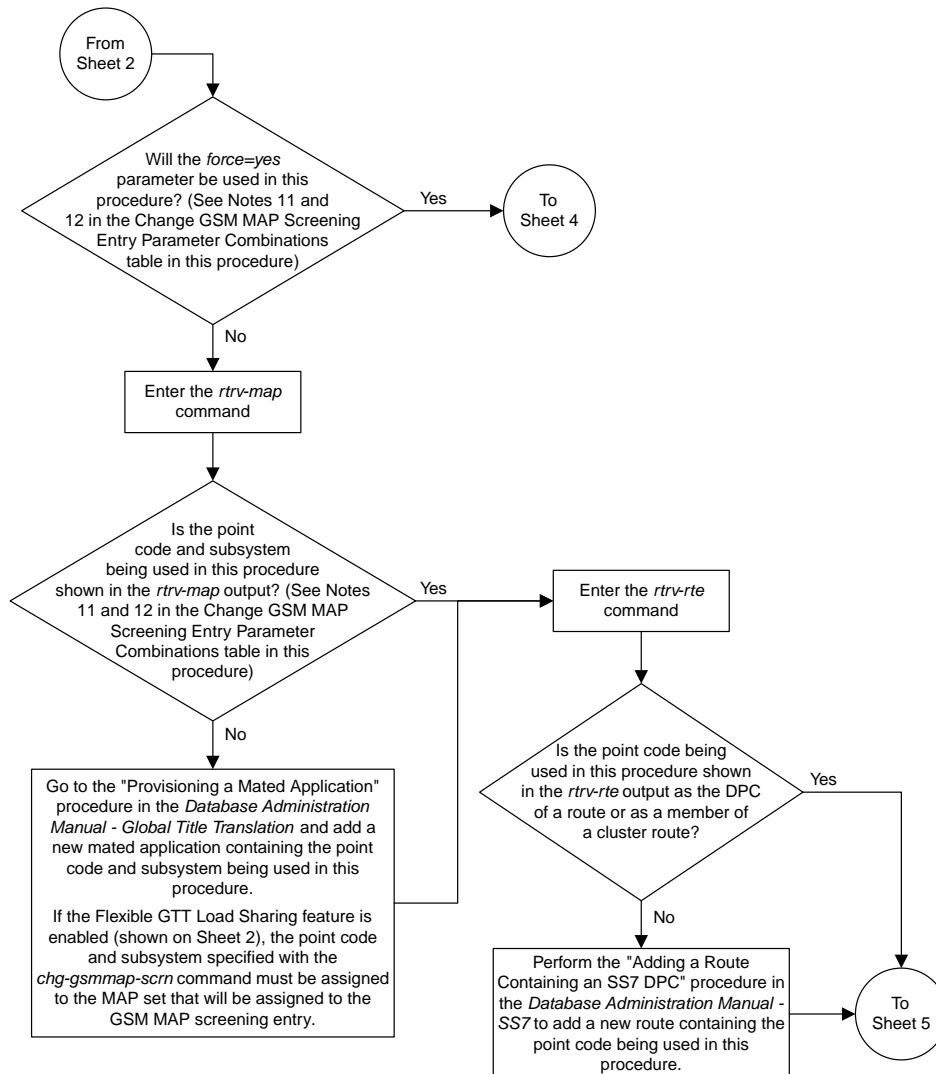 From
Sheet 2
Will the force=yes
parameter be used in this
procedure? (See Notes 11 and
12 in the Change GSM MAP Screening
Entry Parameter Combinations
table in this procedure)
Yes
To
Sheet 4
No
Enter the rtrv-map
command
Is the point
code and subsystem
being used in this procedure
shown in the rtrv-map output? (See Notes
11 and 12 in the Change GSM MAP
Screening Entry Parameter
Combinations table in this
procedure)
Yes
Enter the rtrv-rte
command
No
Go to the "Provisioning a Mated Application"
procedure in the Database Administration
Manual - Global Title Translation and add a
new mated application containing the point
code and subsystem being used in this
procedure.
If the Flexible GTT Load Sharing feature is
enabled (shown on Sheet 2), the point code
and subsystem specified with the
chg-gsmmap-scrn command must be assigned
to the MAP set that will be assigned to the
GSM MAP screening entry.
Is the point code being
used in this procedure shown
in the rtrv-rte output as the DPC
of a route or as a member of
a cluster route?
Yes
No
Perform the "Adding a Route
Containing an SS7 DPC" procedure in
the Database Administration Manual -
SS7 to add a new route containing the
point code being used in this
procedure.
To
Sheet 5